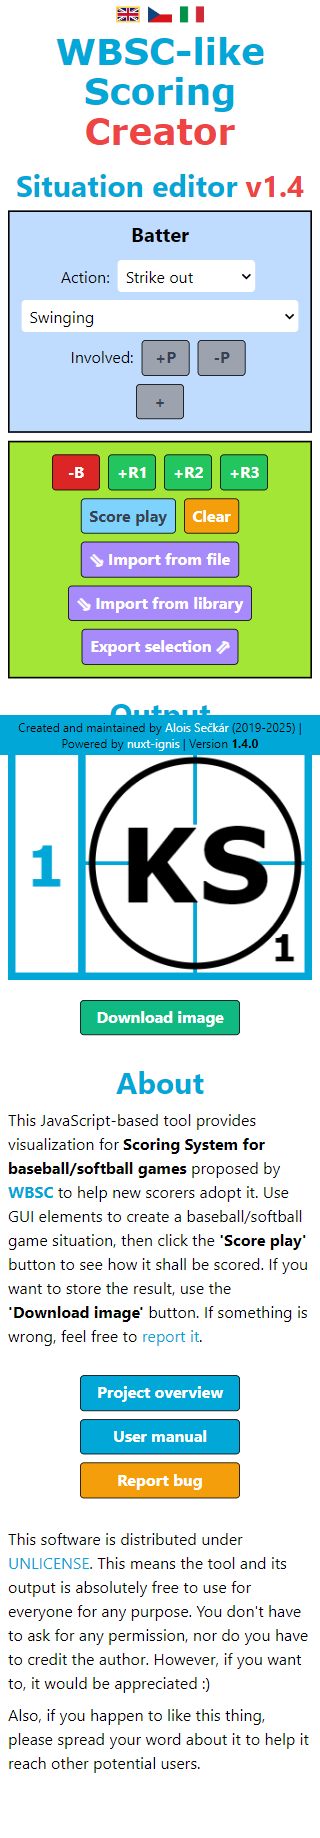 WBSC-like
Scoring
Creator
Situation editor v1.4
Batter
Action: Strike out
Swinging
Involved: +P -P
+
-B +R1 +R2 +R3
Score play Clear
⇘ Import from file
⇘ Import from library
Export selection ⇗
Output
Created and maintained by Alois Sečkár (2019-2025) |
Powered by nuxt-ignis | Version 1.4.0
1 KS
1
Download image
About
This JavaScript-based tool provides
visualization for Scoring System for
baseball/softball games proposed by
WBSC to help new scorers adopt it. Use
GUI elements to create a baseball/softball
game situation, then click the 'Score play'
button to see how it shall be scored. If you
want to store the result, use the
'Download image' button. If something is
wrong, feel free to report it.
Project overview
User manual
Report bug
This software is distributed under
UNLICENSE. This means the tool and its
output is absolutely free to use for
everyone for any purpose. You don't have
to ask for any permission, nor do you have
to credit the author. However, if you want
to, it would be appreciated :)
Also, if you happen to like this thing,
please spread your word about it to help it
reach other potential users.